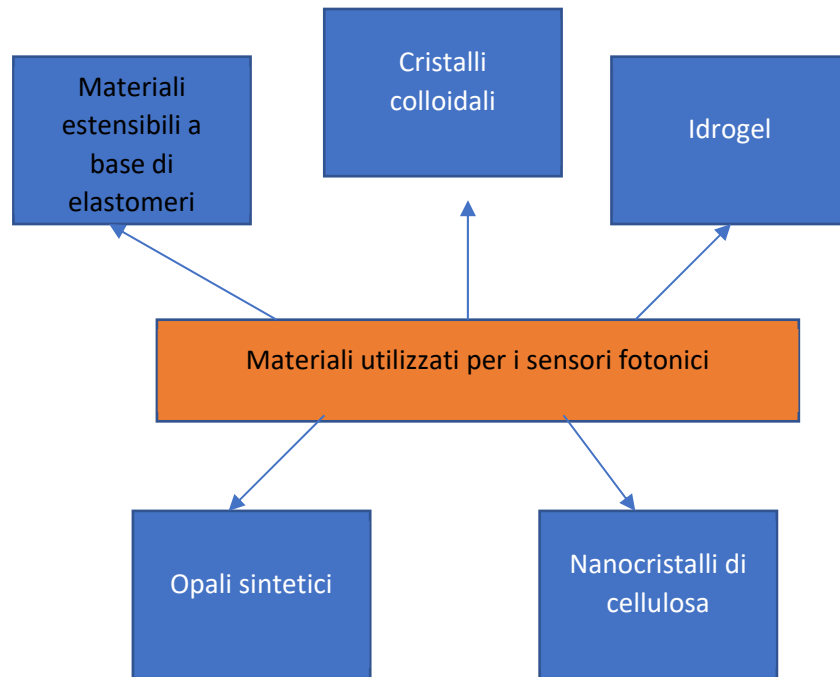 Materiali
estensibili a
base di
elastomeri
Cristalli
colloidali
Idrogel
Materiali utilizzati per i sensori fotonici
Opali sintetici
Nanocristalli di
cellulosa